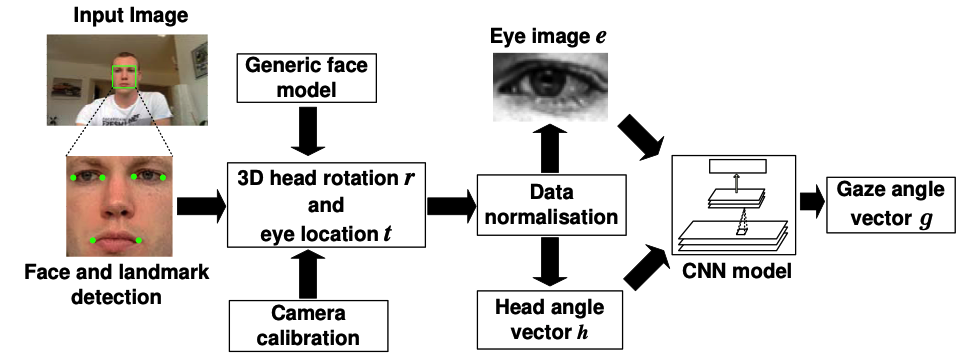 Input Image
Generic face
model
Eye image e
3D head rotation r
and
eye location t
Data
normalisation
Gaze angle
vector g
CNN model
Face and landmark
detection
Camera
calibration
Head angle
vector h